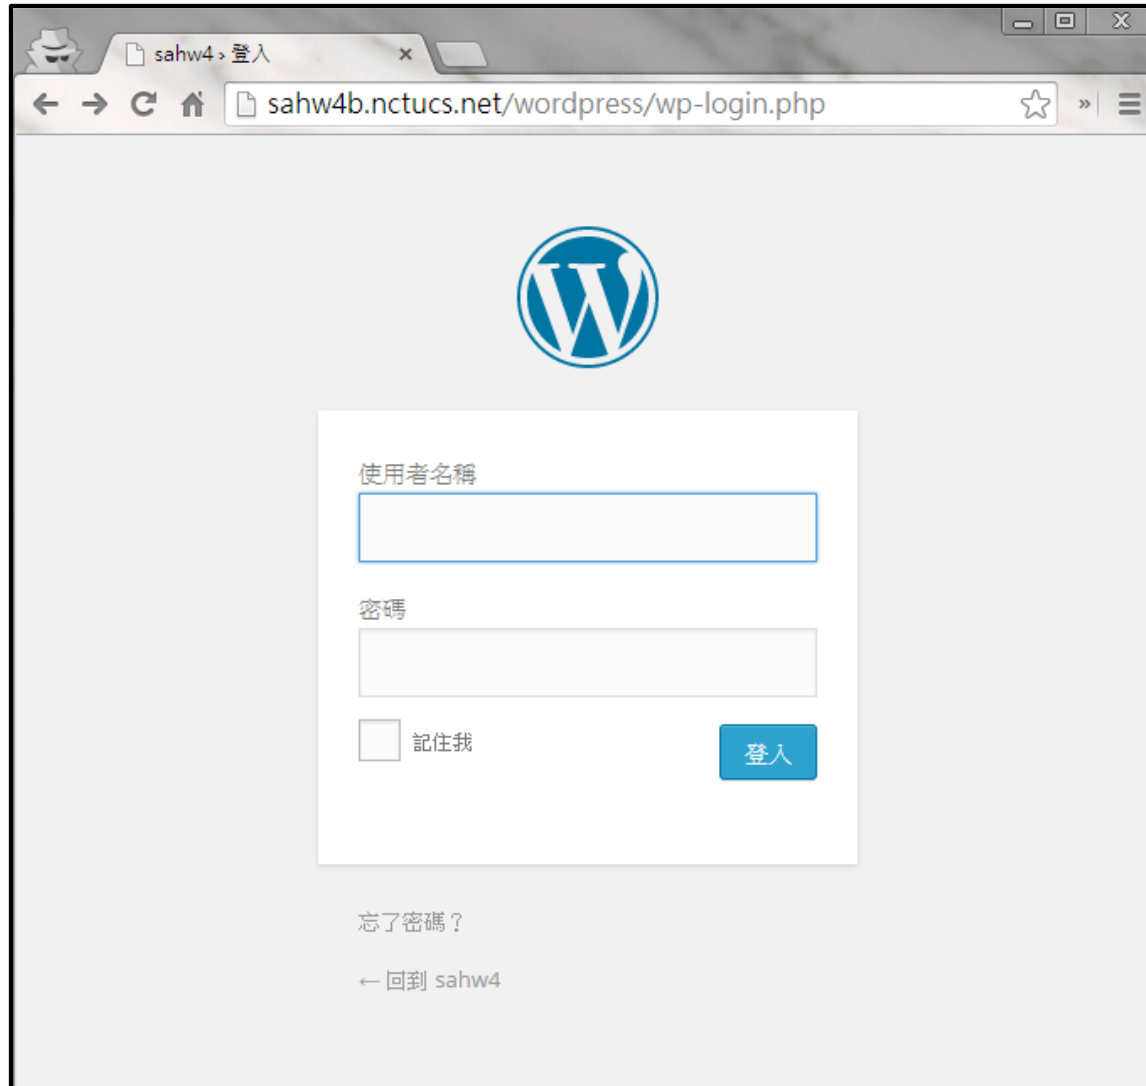 sahw4 › 登入
sahw4b.nctucs.net/wordpress/wp-login.php
使用者名稱
密碼
記住我
登入
忘了密碼？
← 回到 sahw4